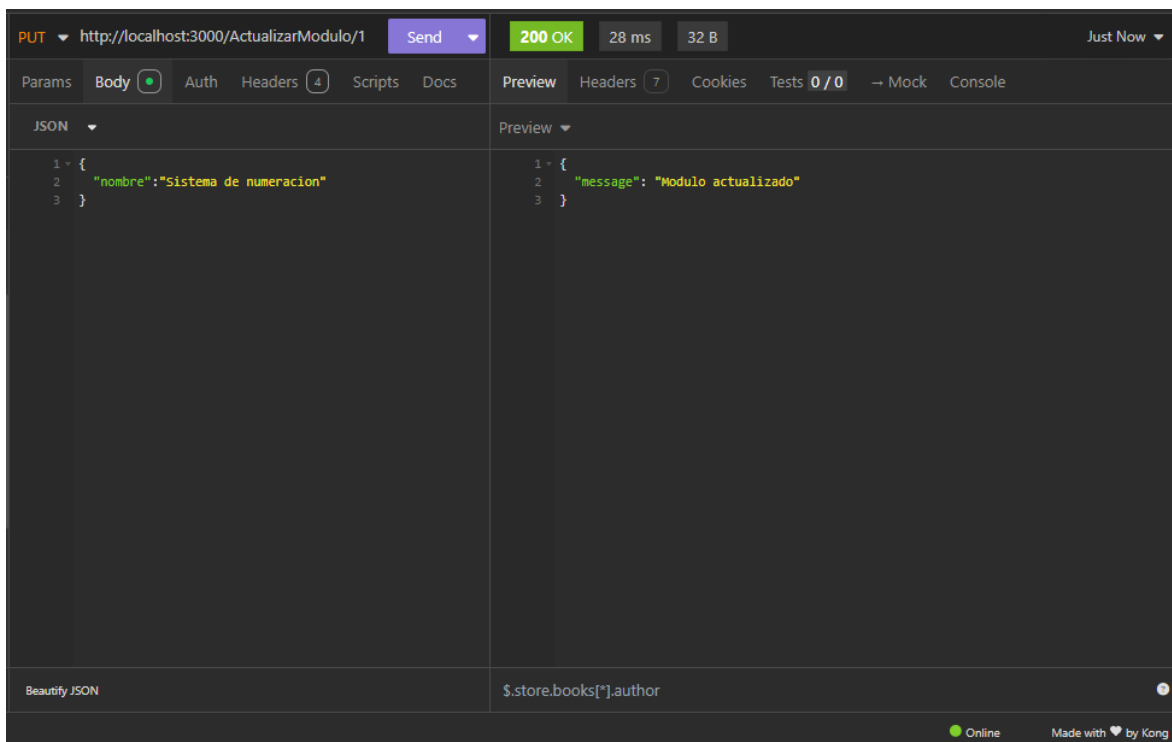 PUT http://localhost:3000/ActualizarModulo/1 Send 200 OK 28 ms 32 B Just Now
Params Body Auth Headers 4 Scripts Docs Preview Headers 7 Cookies Tests 0 / 0 → Mock Console
JSON Preview
1 {
2 "nombre":"Sistema de numeracion"
3 }
1 {
2 "message": "Modulo actualizado"
3 }
Beautify JSON $.store.books[*].author ?
Online Made with ♥ by Kong